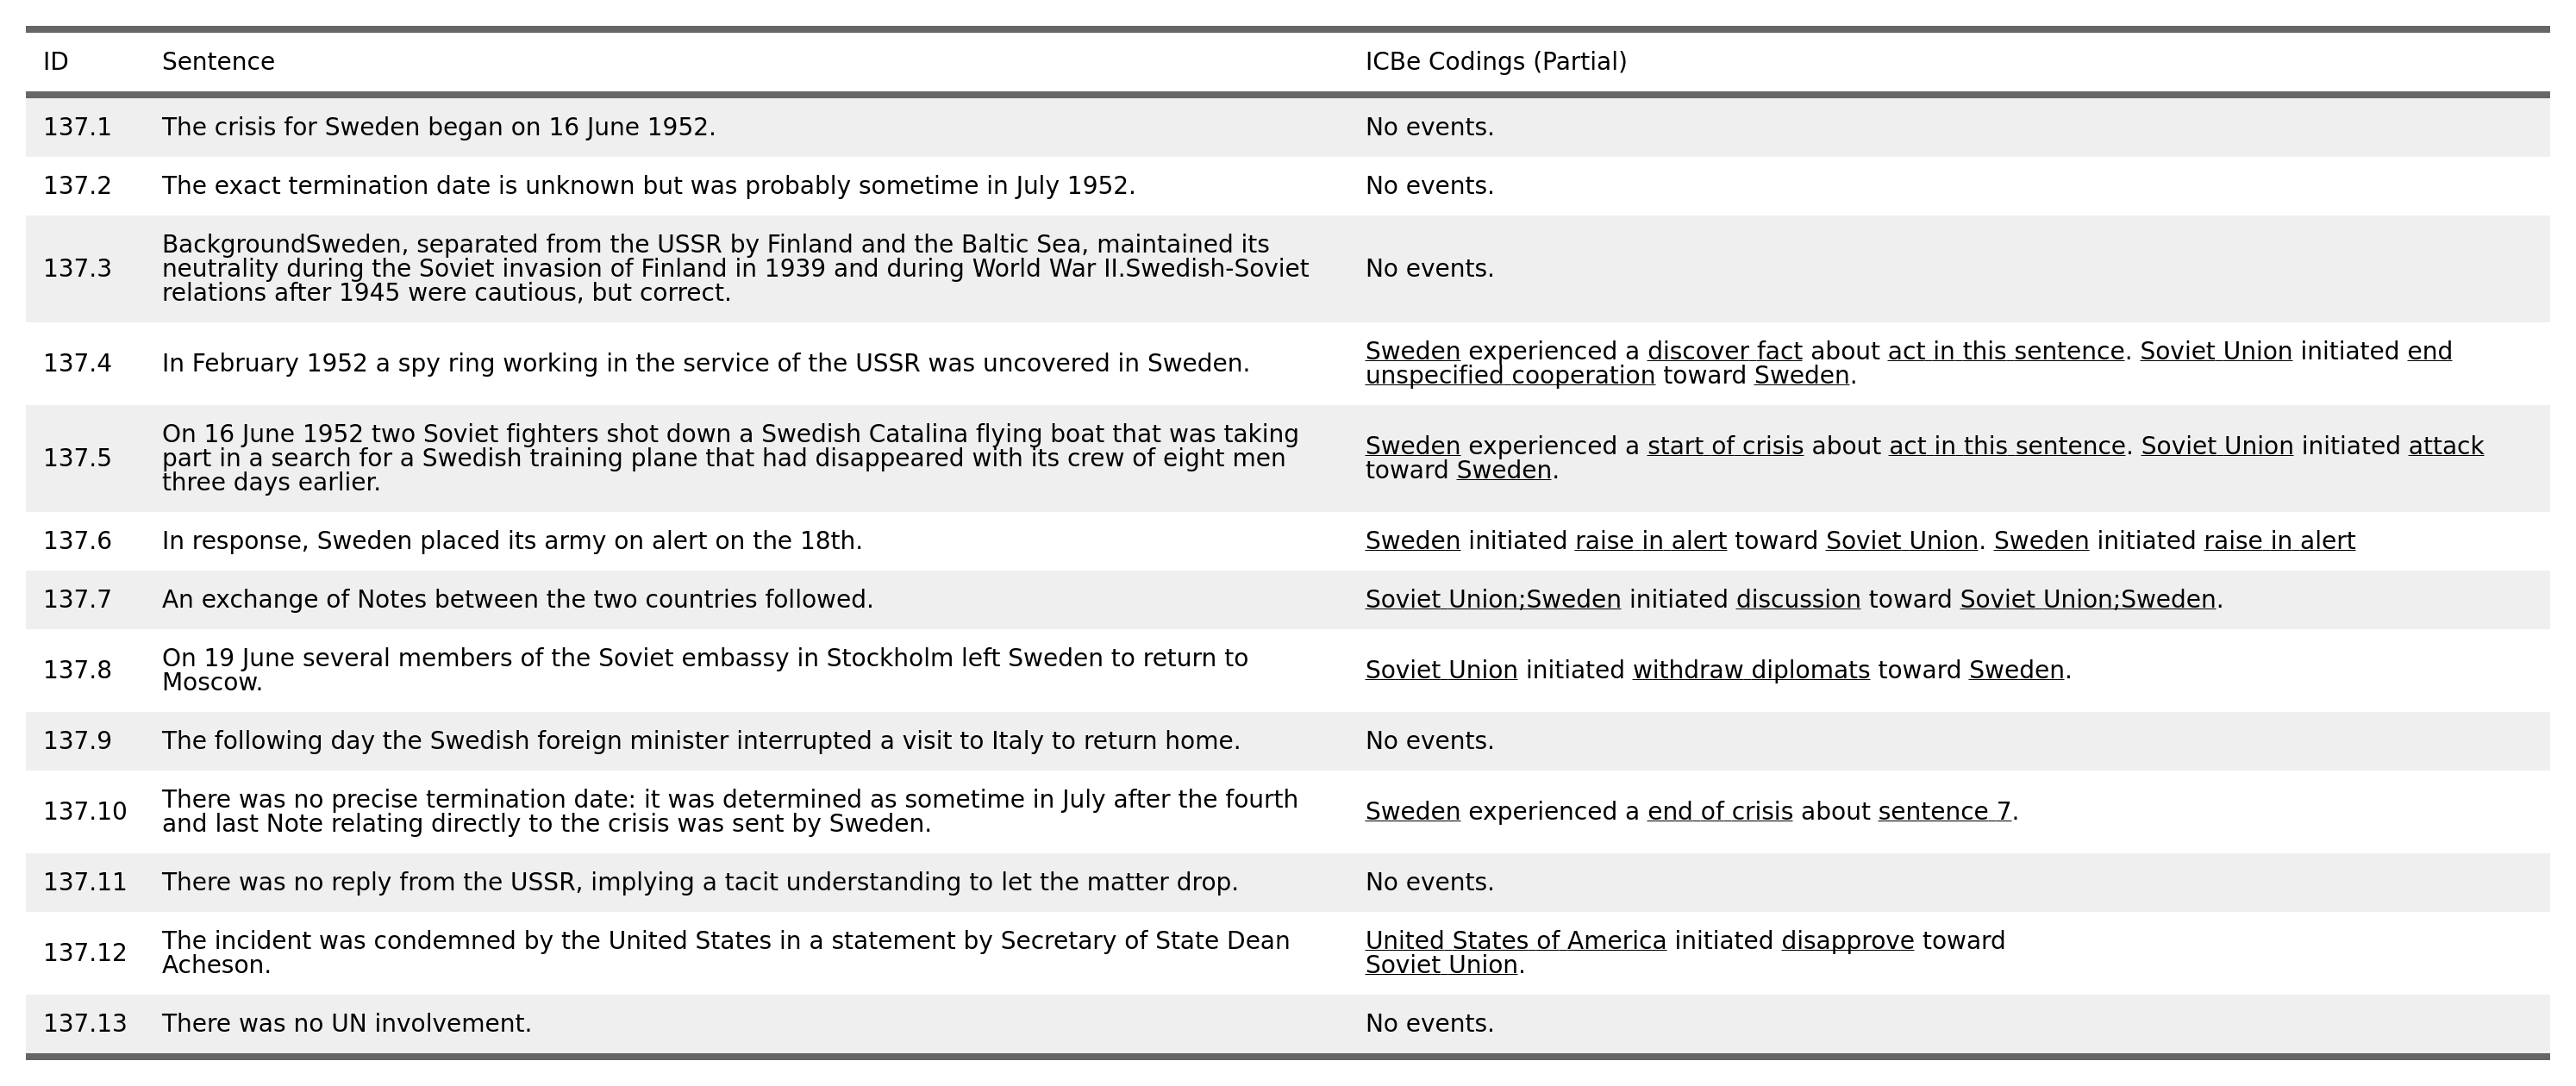 ID Sentence ICBe Codings (Partial)
137.1 The crisis for Sweden began on 16 June 1952. No events.
137.2 The exact termination date is unknown but was probably sometime in July 1952. No events.
BackgroundSweden, separated from the USSR by Finland and the Baltic Sea, maintained its
137.3 neutrality during the Soviet invasion of Finland in 1939 and during World War II.Swedish-Soviet No events.
relations after 1945 were cautious, but correct.
137.4 In February 1952 a spy ring working in the service of the USSR was uncovered in Sweden.
Sweden experienced a discover fact about act in this sentence. Soviet Union initiated end
unspecified cooperation toward Sweden.
On 16 June 1952 two Soviet fighters shot down a Swedish Catalina flying boat that was taking
137.5 part in a search for a Swedish training plane that had disappeared with its crew of eight men
three days earlier.
Sweden experienced a start of crisis about act in this sentence. Soviet Union initiated attack
toward Sweden.
137.6 In response, Sweden placed its army on alert on the 18th. Sweden initiated raise in alert toward Soviet Union. Sweden initiated raise in alert
137.7 An exchange of Notes between the two countries followed. Soviet Union;Sweden initiated discussion toward Soviet Union;Sweden.
137.8 On 19 June several members of the Soviet embassy in Stockholm left Sweden to return to
Moscow.
Soviet Union initiated withdraw diplomats toward Sweden.
137.9 The following day the Swedish foreign minister interrupted a visit to Italy to return home. No events.
137.10 There was no precise termination date: it was determined as sometime in July after the fourth
and last Note relating directly to the crisis was sent by Sweden.
Sweden experienced a end of crisis about sentence 7.
137.11 There was no reply from the USSR, implying a tacit understanding to let the matter drop. No events.
137.12 The incident was condemned by the United States in a statement by Secretary of State Dean
Acheson.
United States of America initiated disapprove toward
Soviet Union.
137.13 There was no UN involvement. No events.